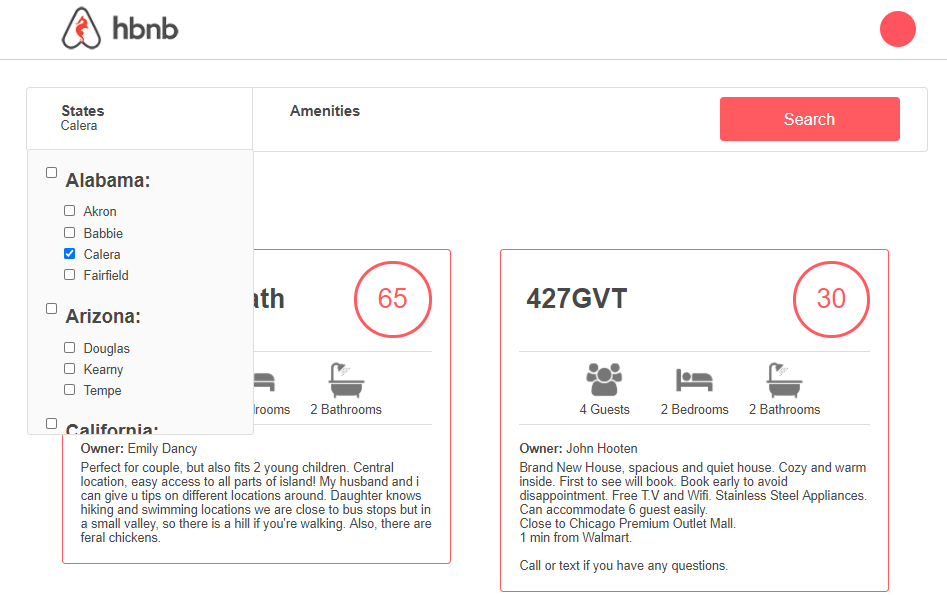 hbnb
States
Calera
Amenities
Search
Alabama:
Akron
Babbie
Calera
Fairfield
Arizona:
Douglas
Kearny
Tempe
California:
65
2 Bathrooms
Owner: Emily Dancy
Perfect for couple, but also fits 2 young children. Central
location, easy access to all parts of island! My husband and i
can give u tips on different locations around. Daughter knows
hiking and swimming locations we are close to bus stops but in
a small valley, so there is a hill if you're walking. Also, there are
feral chickens.
427GVT
30
4 Guests
2 Bedrooms
2 Bathrooms
Owner: John Hooten
Brand New House, spacious and quiet house. Cozy and warm
inside. First to see will book. Book early to avoid
disappointment. Free T.V and Wifi. Stainless Steel Appliances.
Can accommodate 6 guest easily.
Close to Chicago Premium Outlet Mall.
1 min from Walmart.
Call or text if you have any questions.